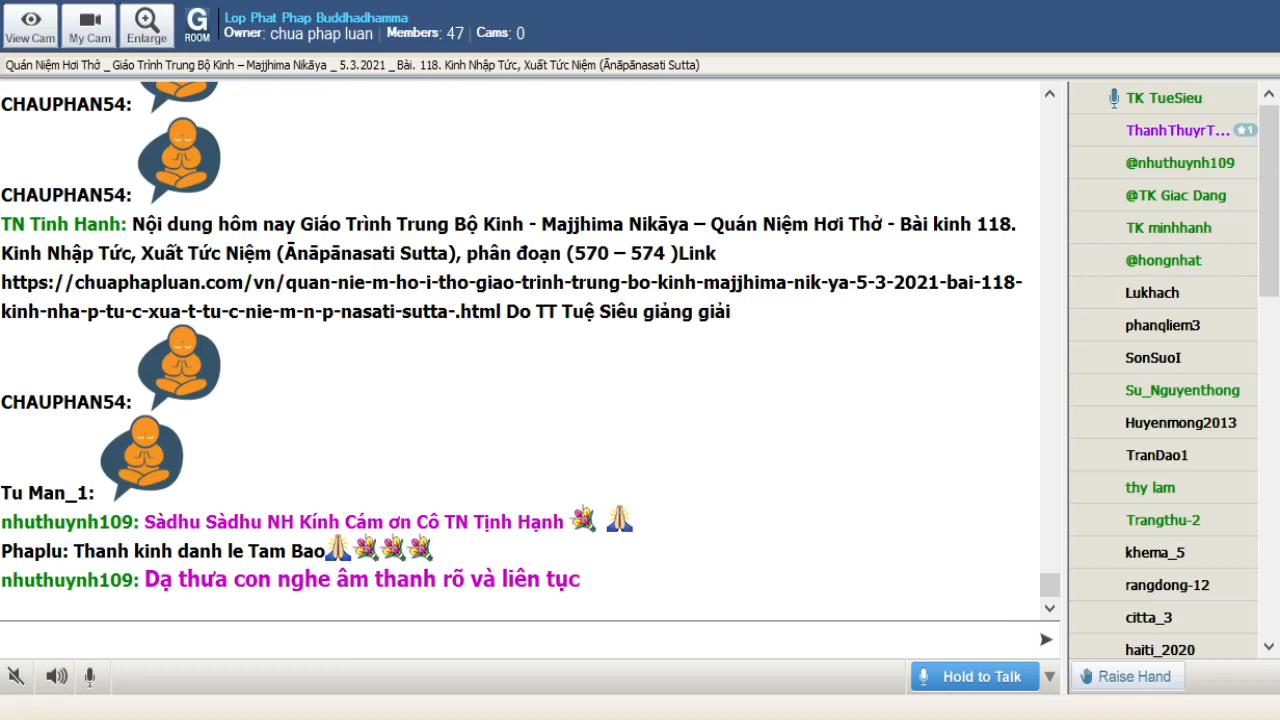 View Cam
My Cam
Enlarge
G
ROOM
Lop Phat Phap Buddhadhamma
Owner: chua phap luan | Members: 47 | Cams: 0
Quán Niệm Hơi Thở _ Giáo Trình Trung Bộ Kinh – Majjhima Nikāya _ 5.3.2021 _Bài. 118. Kinh Nhập Tức, Xuất Tức Niệm (Ānāpānasati Sutta)
CHAUPHAN54:
CHAUPHAN54:
TN Tinh Hanh: Nội dung hôm nay Giáo Trình Trung Bộ Kinh - Majjhima Nikāya – Quán Niệm Hơi Thở - Bài kinh 118.
Kinh Nhập Tức, Xuất Tức Niệm (Ānāpānasati Sutta), phân đoạn (570 – 574 )Link
https://chuaphapluan.com/vn/quan-nie-m-ho-i-tho-giao-trinh-trung-bo-kinh-majjhima-nik-ya-5-3-2021-bai-118-
kinh-nha-p-tu-c-xua-t-tu-c-nie-m-n-p-nasati-sutta-.html Do TT Tuệ Siêu giảng giải
CHAUPHAN54:
Tu Man_1:
nhuthuynh109: Sàdhu Sàdhu NH Kính Cám ơn Cô TN Tịnh Hạnh
Phaplu: Thanh kinh danh le Tam Bao
nhuthuynh109: Dạ thưa con nghe âm thanh rõ và liên tục
Hold to Talk
TK TueSieu
ThanhThuyrT... ★1
@nhuthuynh109
@TK Giac Dang
TK minhhanh
@hongnhat
Lukhach
phanqliem3
SonSuoI
Su_Nguyenthong
Huyenmong2013
TranDao1
thy lam
Trangthu-2
khema_5
rangdong-12
citta_3
haiti_2020
Raise Hand